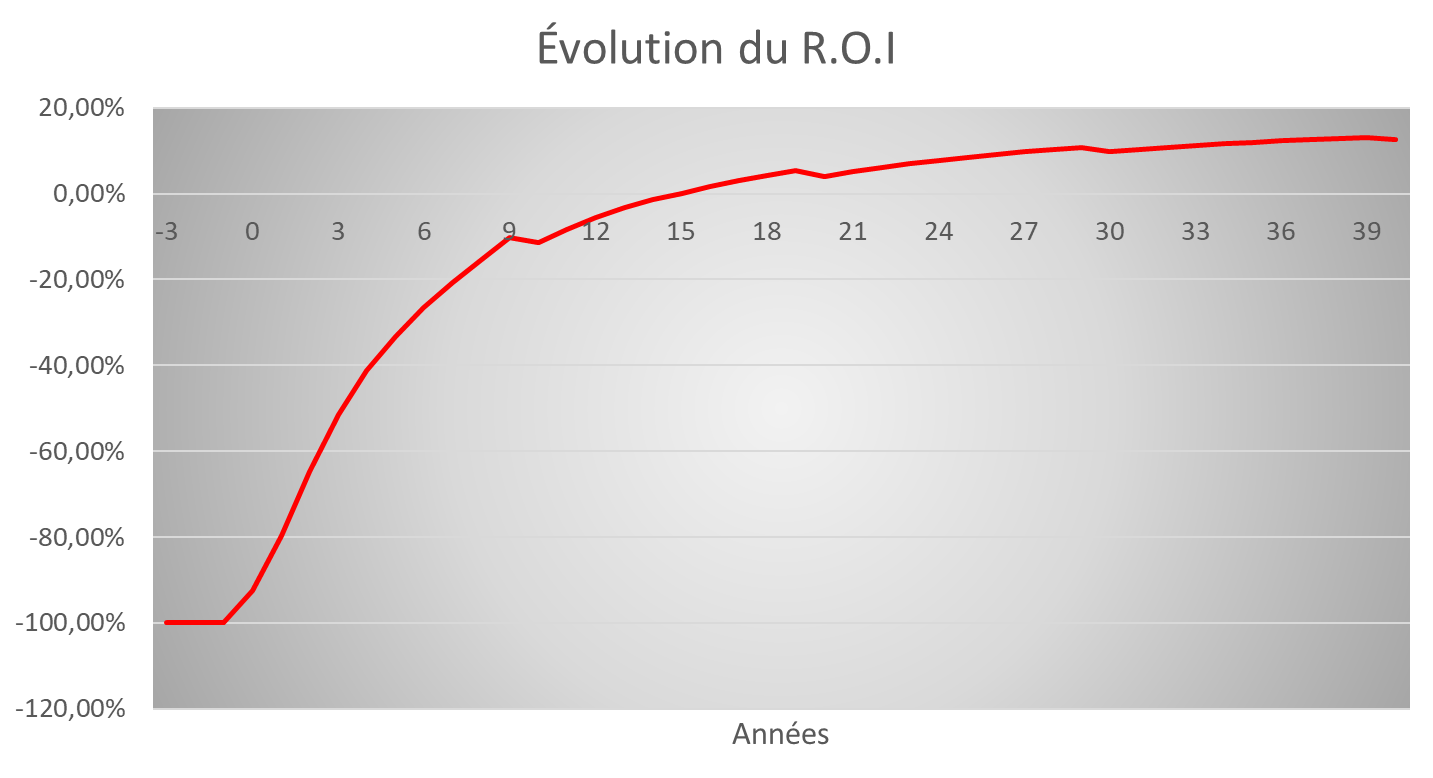 Évolution du R.O.I
20,00%
0,00%
-3 0 3 6 9 12 15 18 21 24 27 30 33 36 39
-20,00%
-40,00%
-60,00%
-80,00%
-100,00%
-120,00%
Années